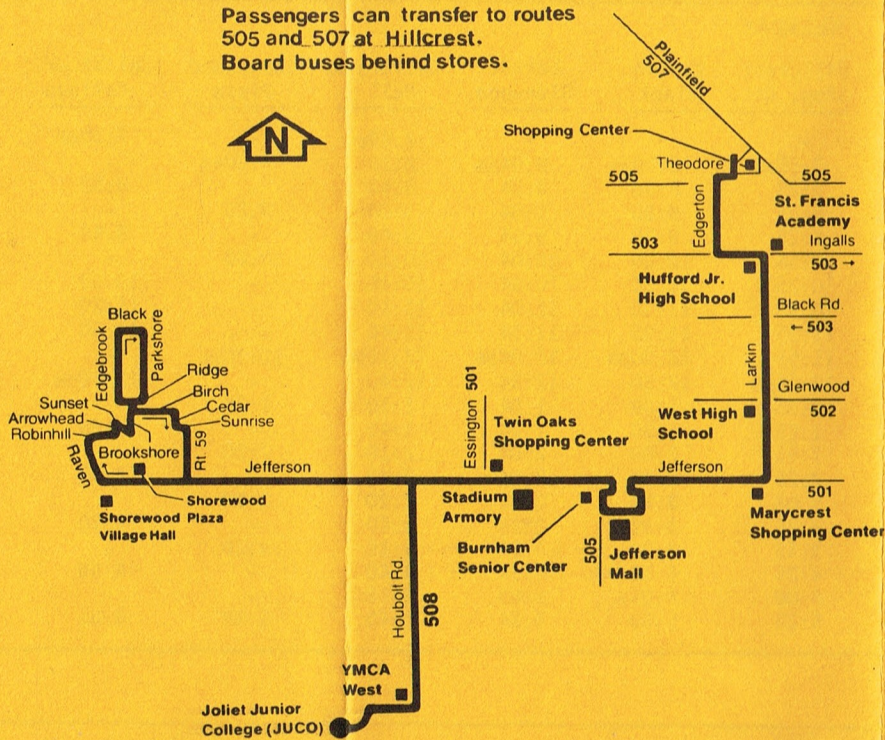 Passengers can transfer to routes
505 and 507 at Hillcrest.
Board buses behind stores.
N
Plainfield
507
Shopping Center
Theodore
505
505
Edgerton
St. Francis
Academy
503
Ingalls
503 →
Hufford Jr.
High School
Black Rd.
← 503
Larkin
Glenwood
502
West High
School
Jefferson
501
Marycrest
Shopping Center
Essington 501
Twin Oaks
Shopping Center
Stadium
Armory
Burnham
Senior Center
505
Jefferson
Mall
Black
Edgebrook
Parkshore
Ridge
Birch
Cedar
Sunrise
Sunset
Arrowhead
Robinhill
Raven
Brookshore
Rt. 59
Jefferson
Shorewood
Plaza
Shorewood
Village Hall
Houbolt Rd.
508
YMCA
West
Joliet Junior
College (JUCO)